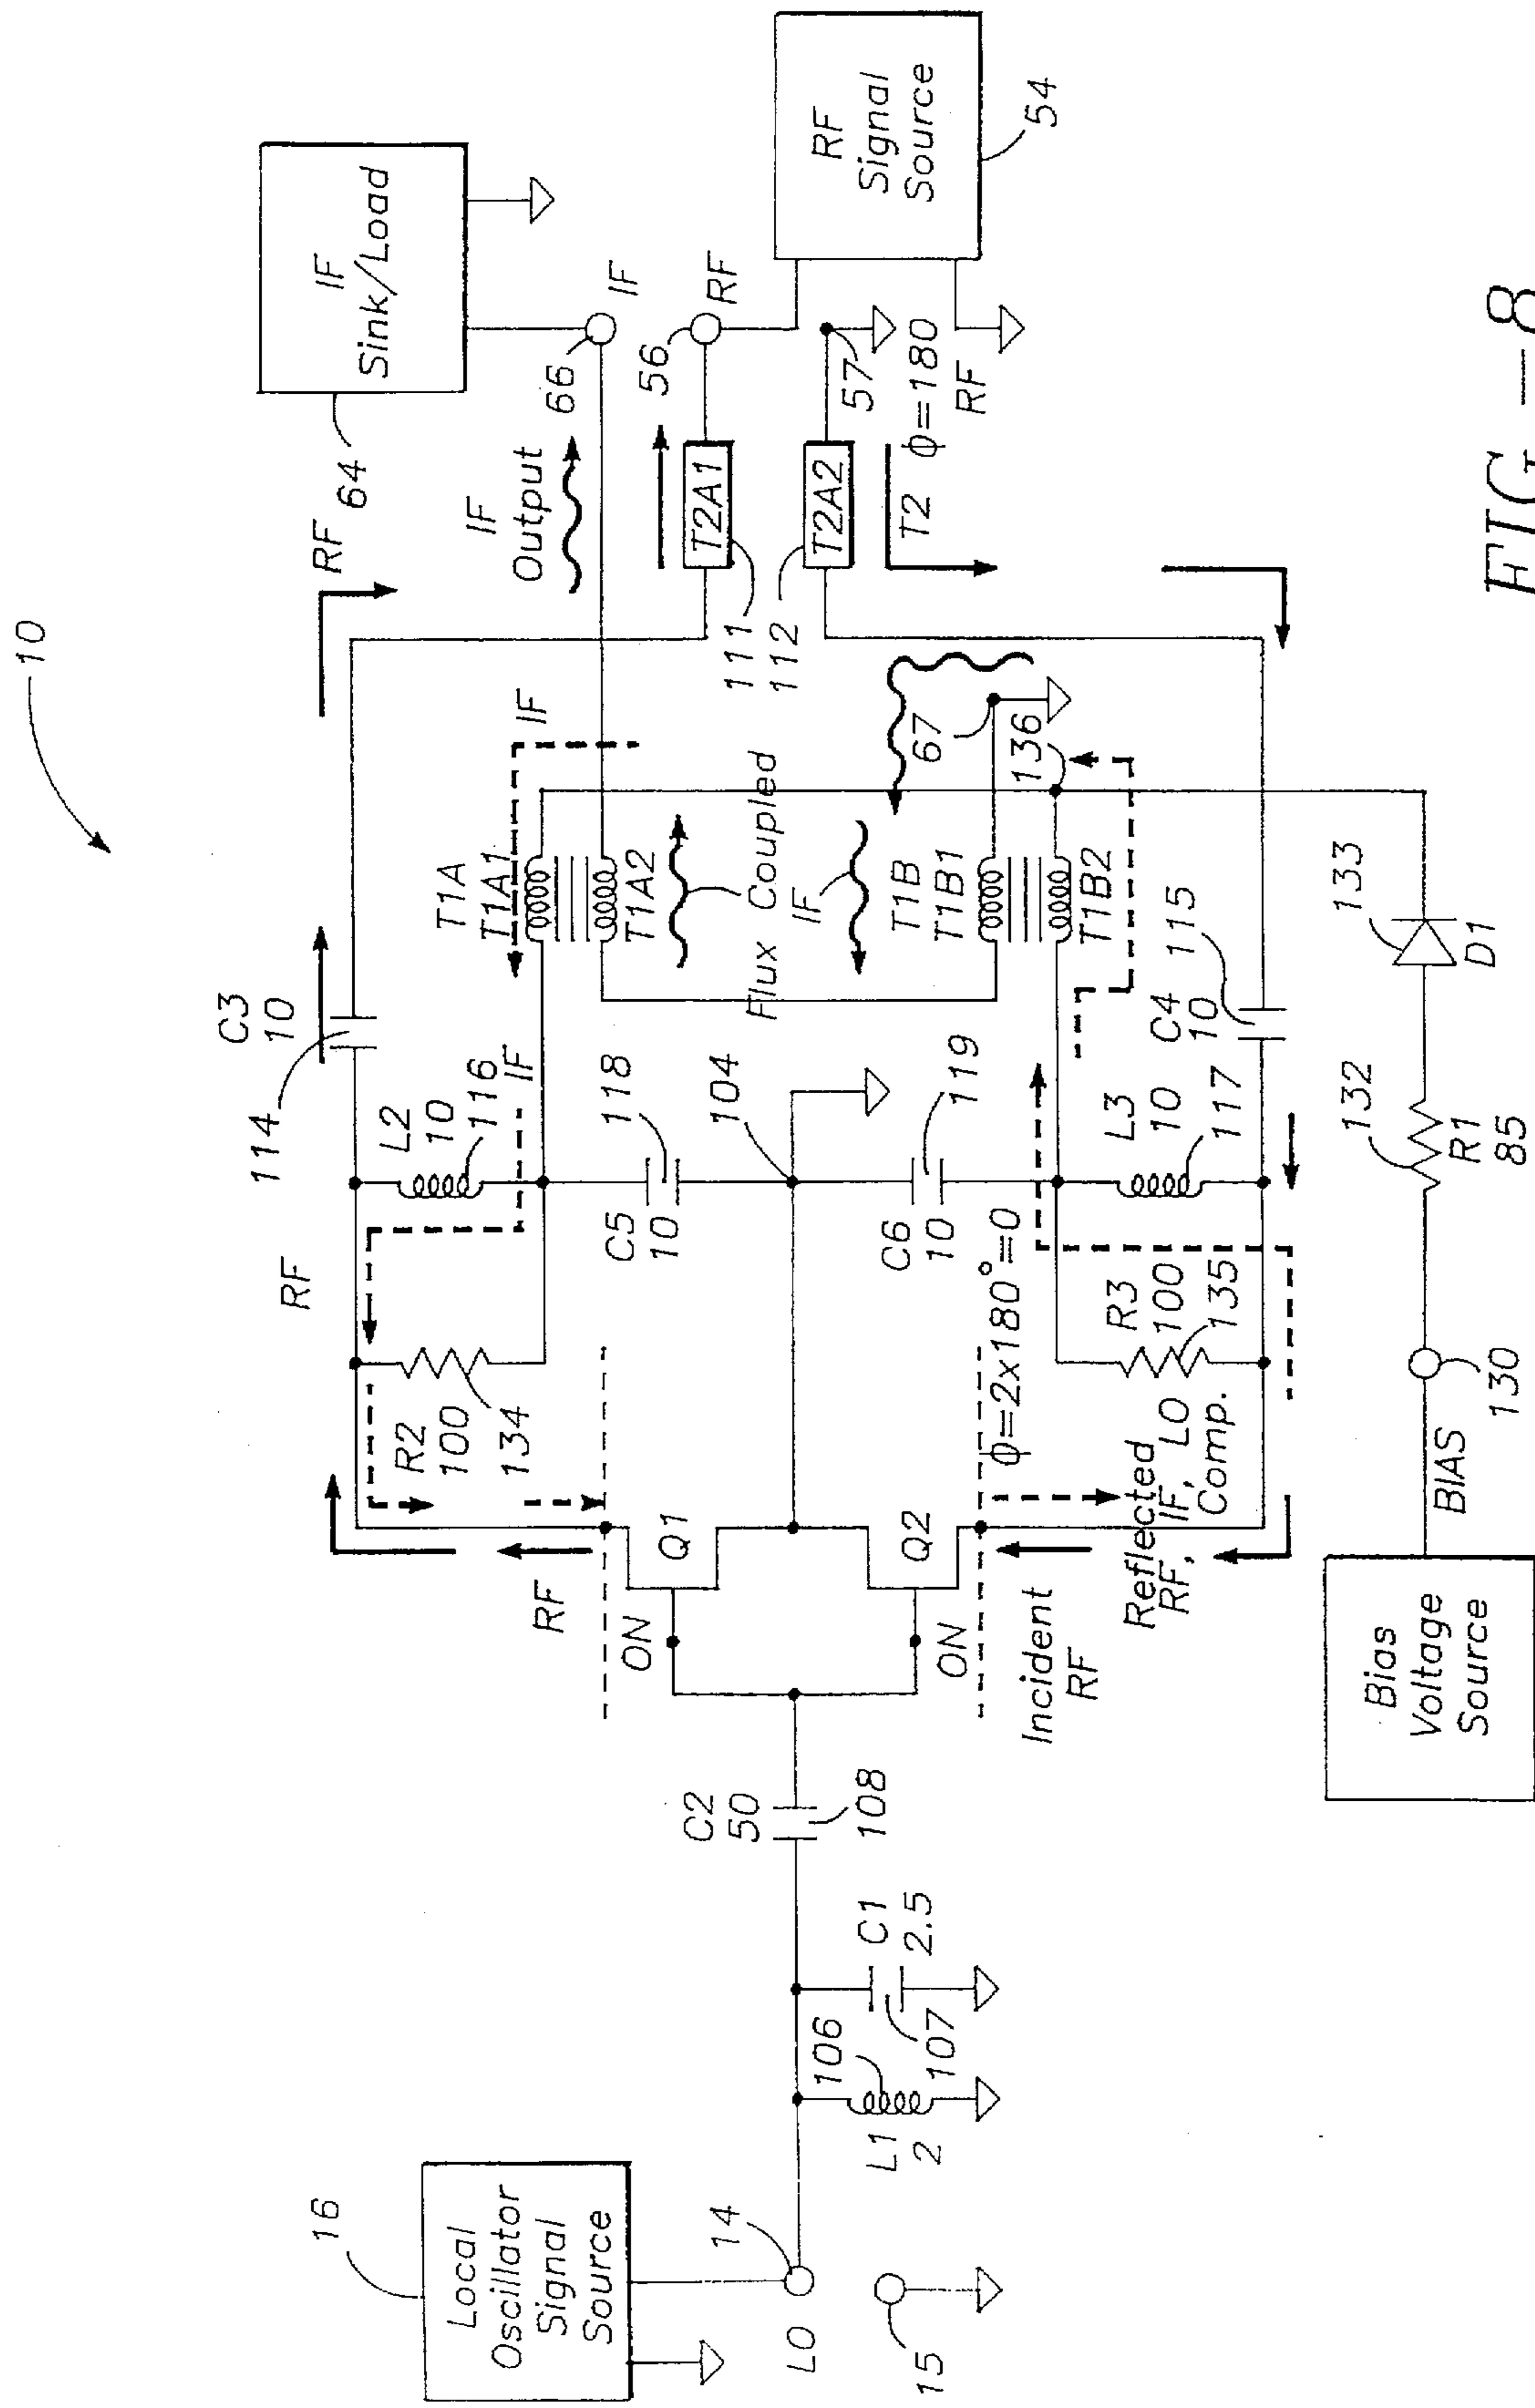 10
16
Local
Oscillator
Signal
Source
LO
14
15
L1
2
106
C1
2.5
107
C2
50
108
RF
ON
Q1
ON
Q2
Incident
RF
Reflected
RF, IF, LO
Comp.
ϕ=2x180°=0
RF
R2
100
134
R3
100
135
114
C3
10
L2
10
116
IF
C5
10
118
104
C6
10
119
L3
10
117
C4
10
115
T1A
T1A1
T1A2
Flux Coupled
IF
T1B
T1B1
T1B2
IF
67
136
RF
64
IF
Sink/Load
IF
Output
66
IF
56
RF
T2A1
111
T2A2
112
57
T2 ϕ=180
RF
RF
Signal
Source
54
Bias
Voltage
Source
BIAS
130
132
R1
85
133
D1
FIG.-8